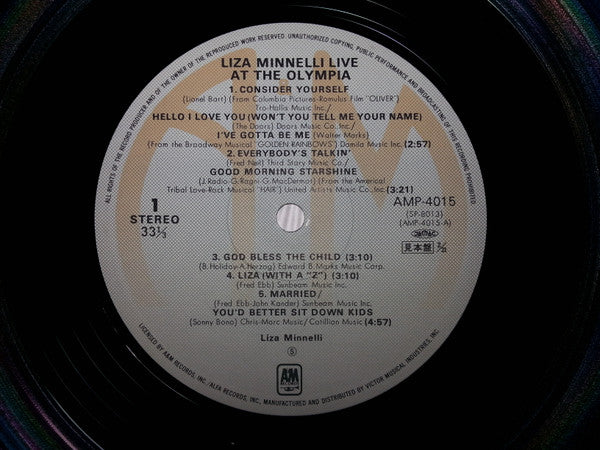 ALL RIGHTS OF THE RECORD PRODUCER AND OF THE OWNER OF THE REPRODUCED WORK RESERVED. UNAUTHORIZED COPYING, PUBLIC PERFORMANCE AND BROADCASTING OF THIS RECORD PROHIBITED
LIZA MINNELLI LIVE
AT THE OLYMPIA
1. CONSIDER YOURSELF
(Lionel Bart) (From Columbia Pictures-Romulus Film "OLIVER")
Tro-Hollis Music Inc./
HELLO I LOVE YOU (WON'T YOU TELL ME YOUR NAME)
(The Doors) Doors Music Co./
I'VE GOTTA BE ME (Walter Marks)
(From the Broadway Musical "GOLDEN RAINBOWS") Damila Music Inc. (2:57)
2. EVERYBODY'S TALKIN'
(Fred Neil) Third Story Music Co./
GOOD MORNING STARSHINE
(J.Rado-G.Ragni-G.MacDermot) (From the American
Tribal Love-Rock Musical "HAIR") United Artists Music Co., Inc (3:21)
1
STEREO
33⅓
AMP-4015
(SP-8013)
(AMP-4015-A)
見本盤
3. GOD BLESS THE CHILD (3:10)
(B.Holiday-A.Herzog) Edward B.Marks Music Corp.
4. LIZA (WITH A "Z") (3:10)
(Fred Ebb) Sunbeam Music Inc.
5. MARRIED/
(Fred Ebb-John Kander) Sunbeam Music Inc.
YOU'D BETTER SIT DOWN KIDS
(Sonny Bono) Chris-Marc Music/Cotillion Music (4:57)
Liza Minnelli
Ⓢ
A&M
RECORDS
LICENSED BY A&M RECORDS, INC./ALFA RECORDS, INC., MANUFACTURED AND DISTRIBUTED BY VICTOR MUSICAL INDUSTRIES, INC.